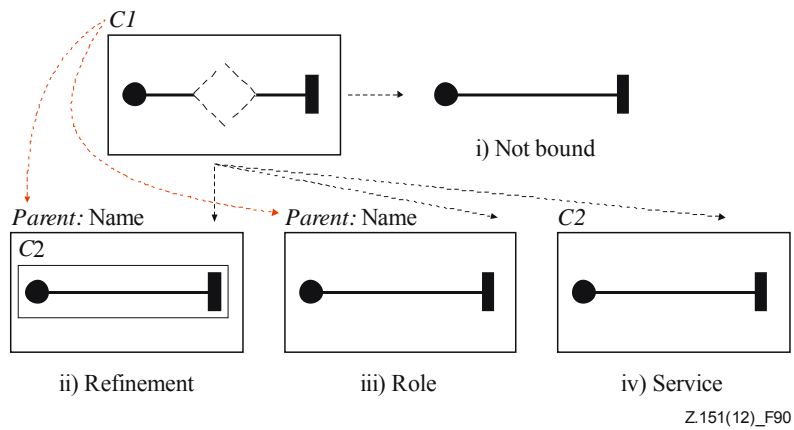 C1
i) Not bound
Parent: Name
Parent: Name
C2
C2
ii) Refinement
iii) Role
iv) Service
Z.151(12)_F90